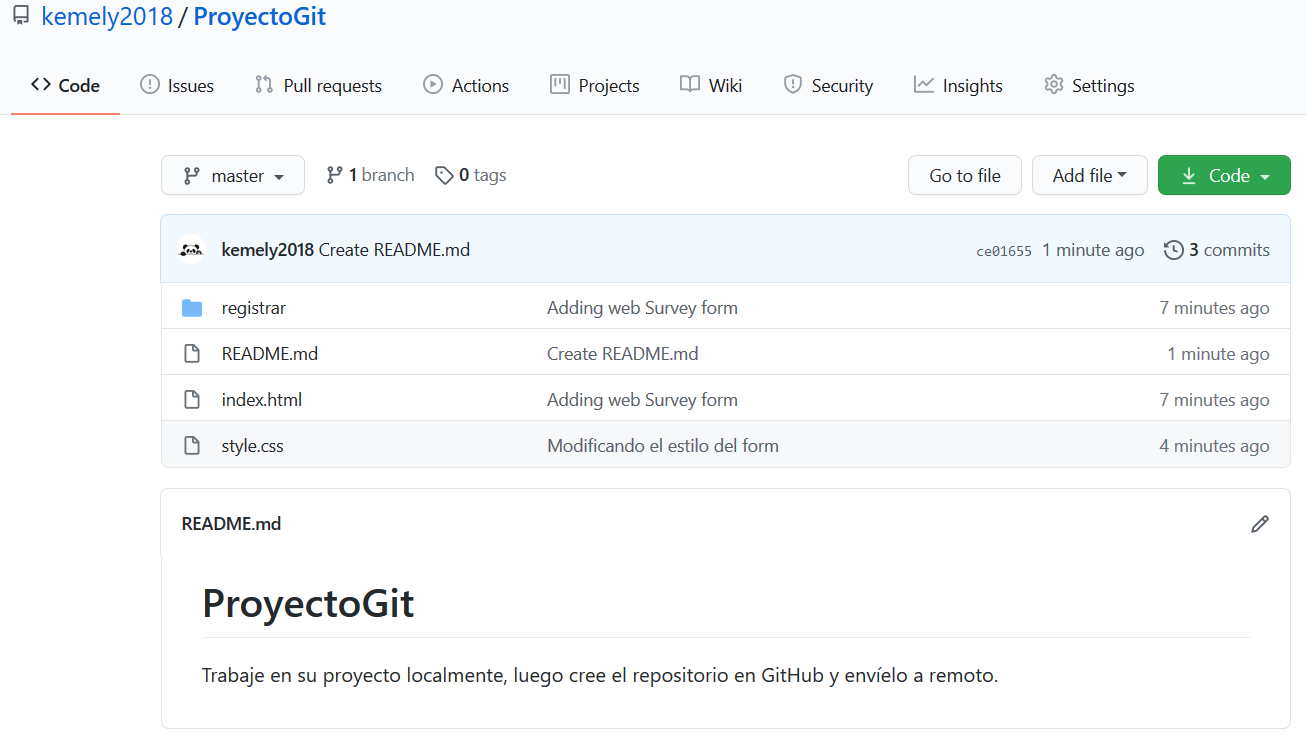 kemely2018 / ProyectoGit
Code Issues Pull requests Actions Projects Wiki Security Insights Settings
master 1 branch 0 tags Go to file Add file Code
kemely2018 Create README.md ce01655 1 minute ago 3 commits
registrar Adding web Survey form 7 minutes ago
README.md Create README.md 1 minute ago
index.html Adding web Survey form 7 minutes ago
style.css Modificando el estilo del form 4 minutes ago
README.md
ProyectoGit
Trabaje en su proyecto localmente, luego cree el repositorio en GitHub y envíelo a remoto.